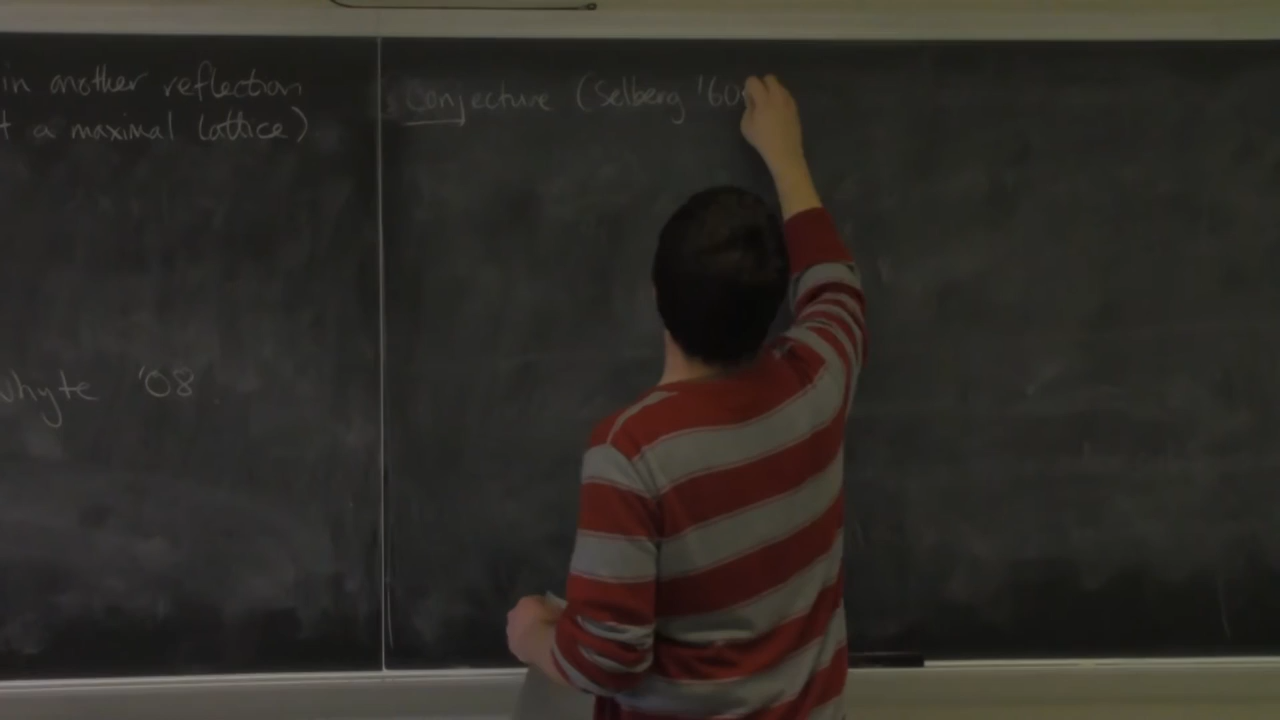 in another reflection
t a maximal lattice)
Whyte '08
Conjecture (Selberg '60